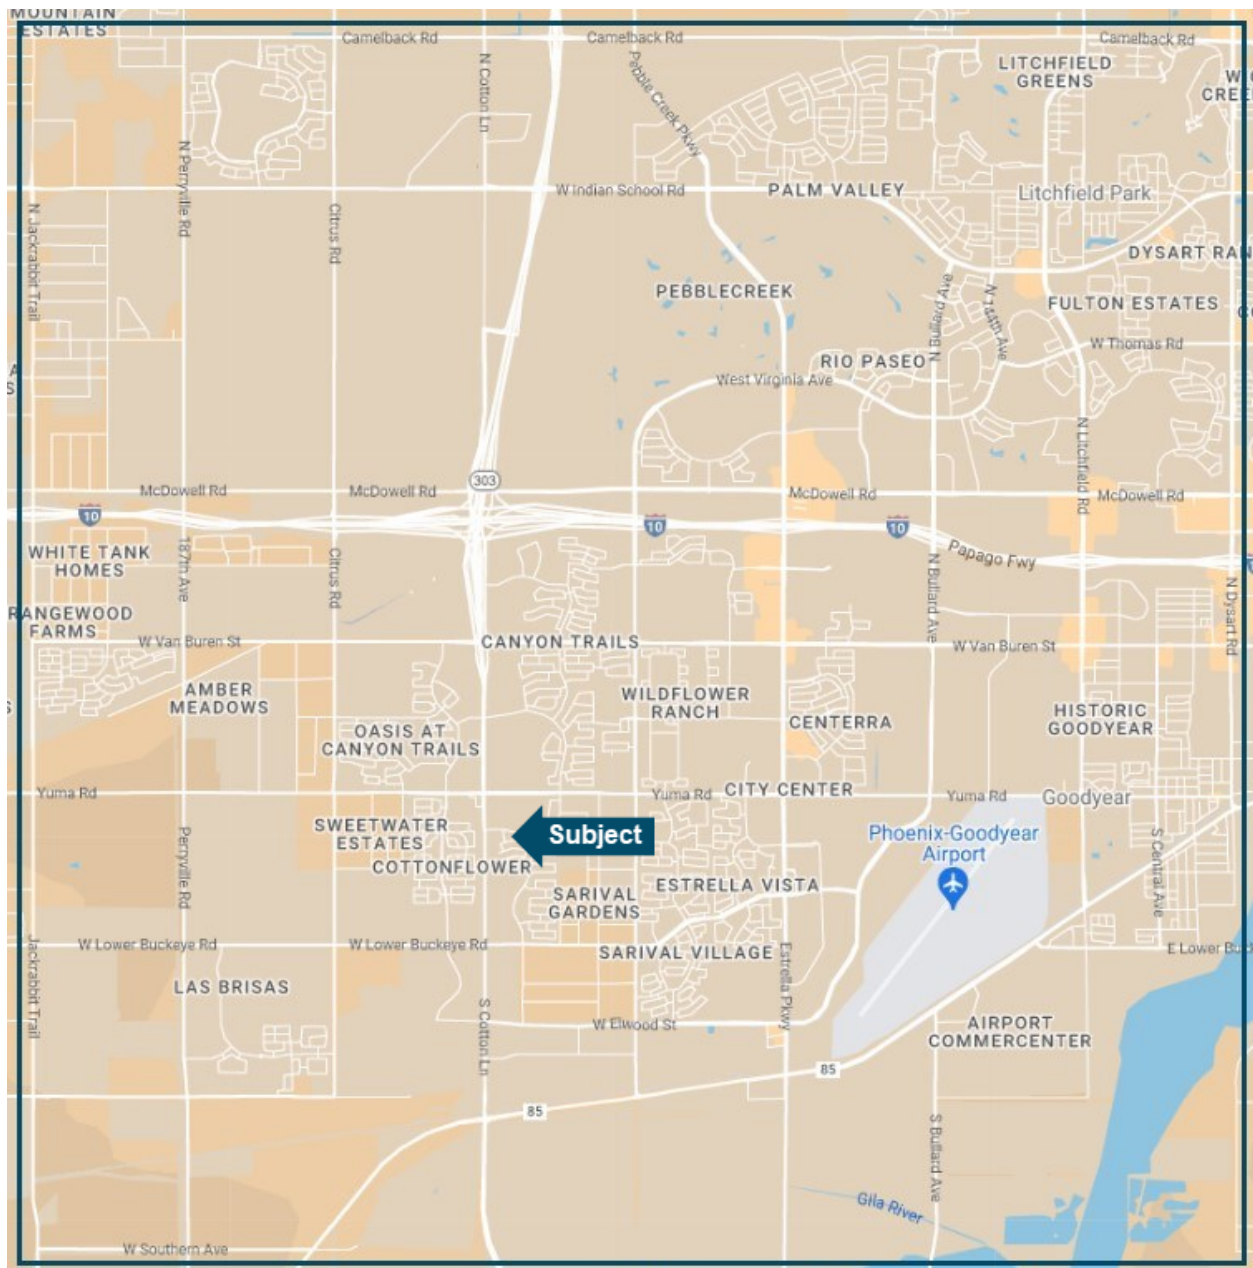 MOUNTAIN
ESTATES
Camelback Rd
Camelback Rd
Camelback Rd
N Cotton Ln
Pebble Creek Pkwy
LITCHFIELD
GREENS
N Perryville Rd
N Jackrabbit Trail
Citrus Rd
W Indian School Rd
PALM VALLEY
Litchfield Park
DYSART RAN
PEBBLECREEK
N Bullard Ave
N 144th Ave
FULTON ESTATES
W Thomas Rd
RIO PASEO
West Virginia Ave
N Litchfield Rd
303
McDowell Rd
McDowell Rd
McDowell Rd
McDowell Rd
10
10
10
Papago Fwy
WHITE TANK
HOMES
187th Ave
Citrus Rd
N Bullard Ave
N Dysart Rd
RANGEWOOD
FARMS
W Van Buren St
CANYON TRAILS
W Van Buren St
AMBER
MEADOWS
WILDFLOWER
RANCH
OASIS AT
CANYON TRAILS
CENTERRA
HISTORIC
GOODYEAR
Yuma Rd
Yuma Rd
CITY CENTER
Yuma Rd
Goodyear
SWEETWATER
ESTATES
Subject
Phoenix-Goodyear
Airport
COTTONFLOWER
Perryville Rd
S Central Ave
SARIVAL
GARDENS
ESTRELLA VISTA
W Lower Buckeye Rd
W Lower Buckeye Rd
SARIVAL VILLAGE
E Lower Buck
Jackrabbit Trail
LAS BRISAS
S Cotton Ln
Estrella Pkwy
W Elwood St
AIRPORT
COMMERCENTER
85
85
S Bullard Ave
Gila River
W Southern Ave